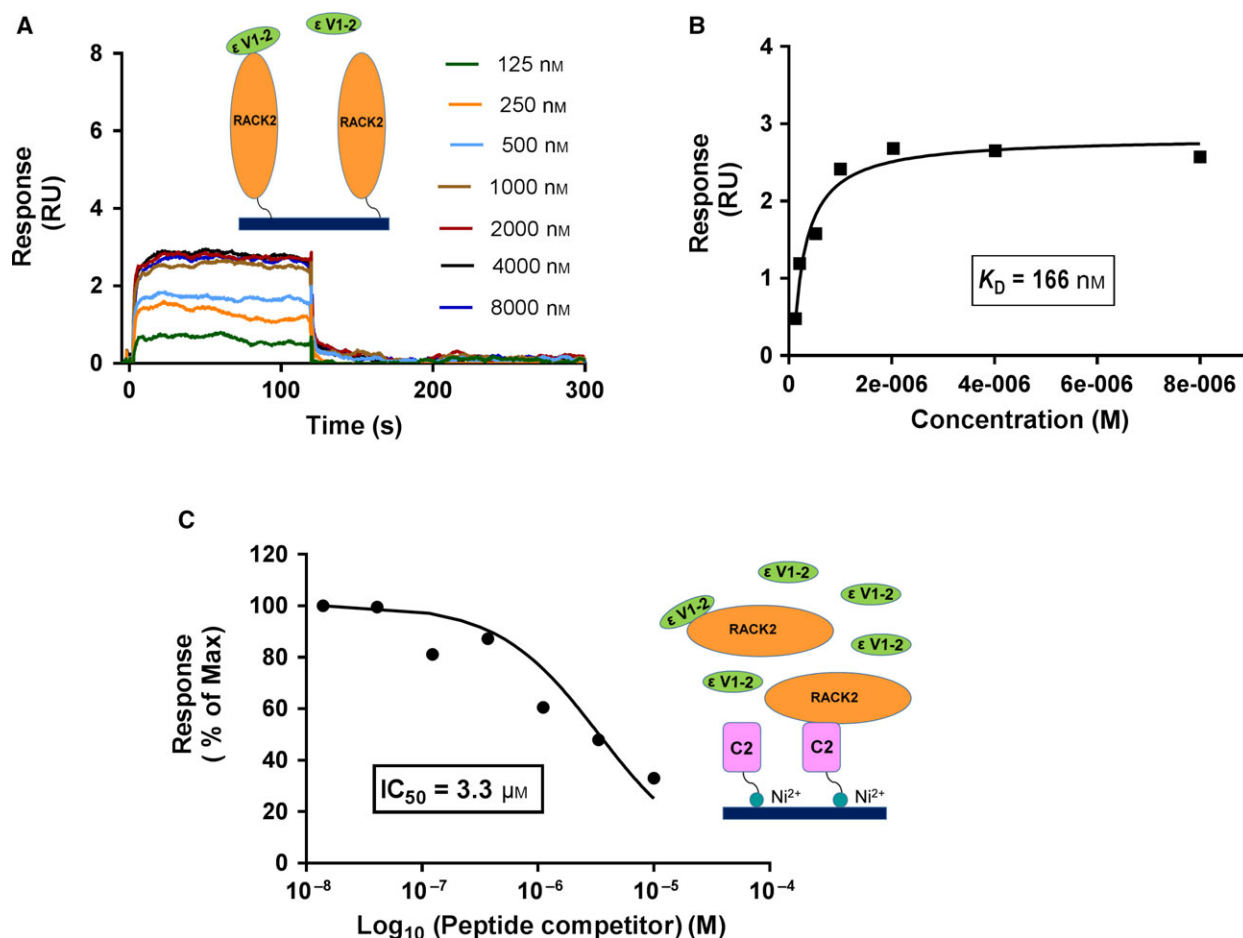 A
ε V1-2
ε V1-2
RACK2
RACK2
125 nM
250 nM
500 nM
1000 nM
2000 nM
4000 nM
8000 nM
8
6
4
2
0
Response
(RU)
0
100
200
300
Time (s)
B
4
3
2
1
0
Response
(RU)
K_D = 166 nM
0
2e-006
4e-006
6e-006
8e-006
Concentration (M)
C
120
100
80
60
40
20
0
Response
( % of Max)
IC₅₀ = 3.3 µM
10⁻⁸
10⁻⁷
10⁻⁶
10⁻⁵
10⁻⁴
Log₁₀ (Peptide competitor) (M)
ε V1-2
ε V1-2
ε V1-2
RACK2
ε V1-2
ε V1-2
RACK2
C2
C2
Ni²⁺
Ni²⁺